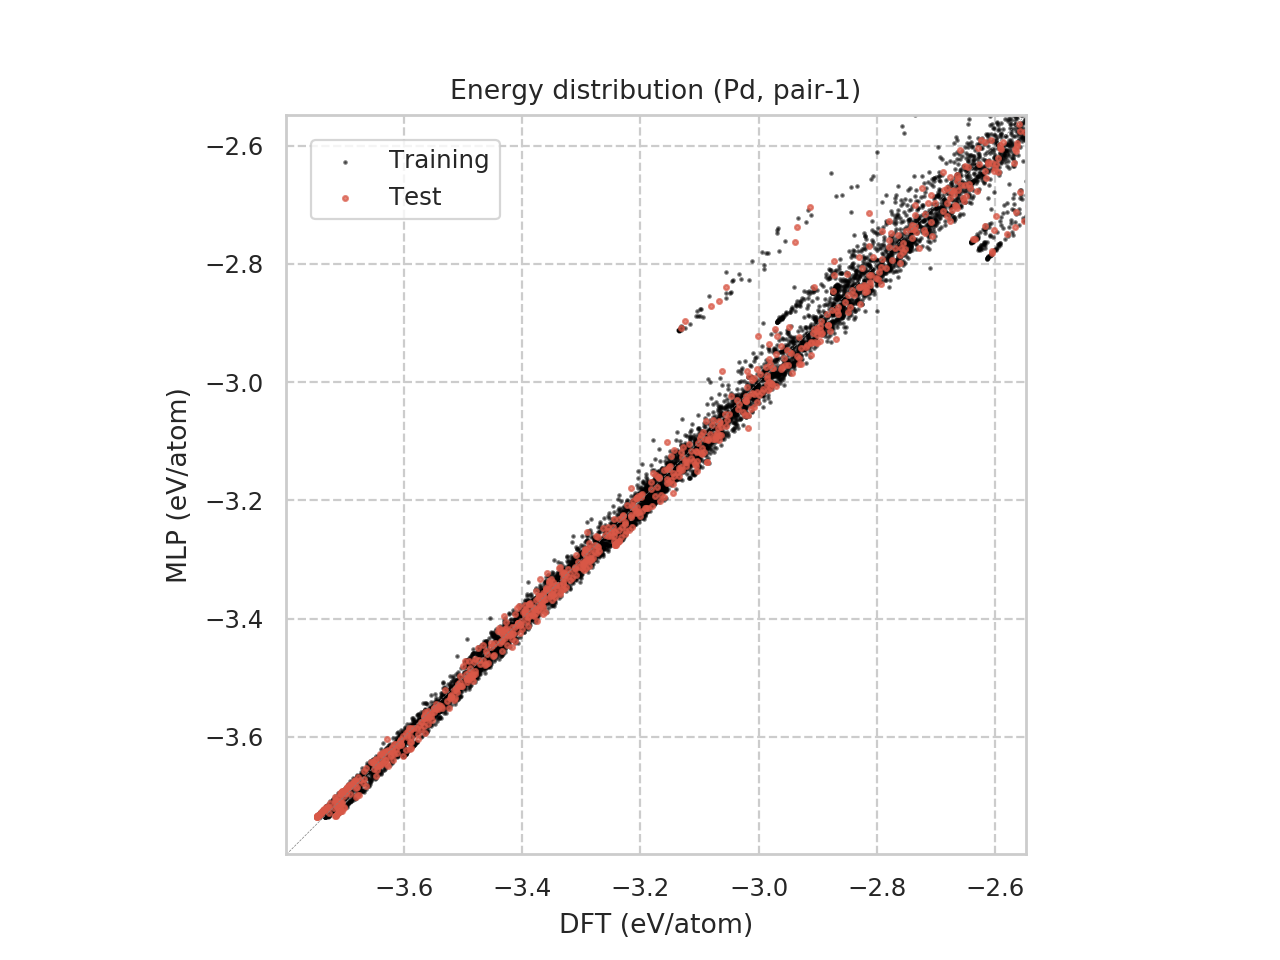 Energy distribution (Pd, pair-1)
Training
Test
MLP (eV/atom)
−2.6
−2.8
−3.0
−3.2
−3.4
−3.6
−3.6
−3.4
−3.2
−3.0
−2.8
−2.6
DFT (eV/atom)